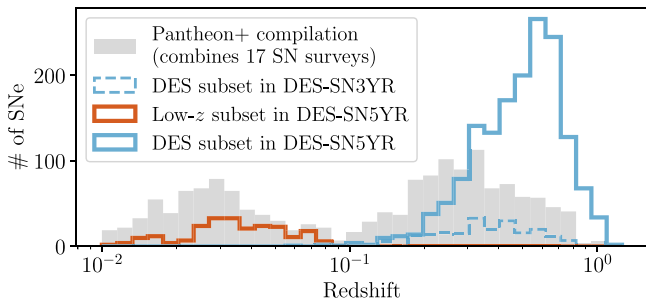 Pantheon+ compilation
(combines 17 SN surveys)
DES subset in DES-SN3YR
Low-z subset in DES-SN5YR
DES subset in DES-SN5YR
# of SNe
200
100
0
10⁻² 10⁻¹ 10⁰
Redshift